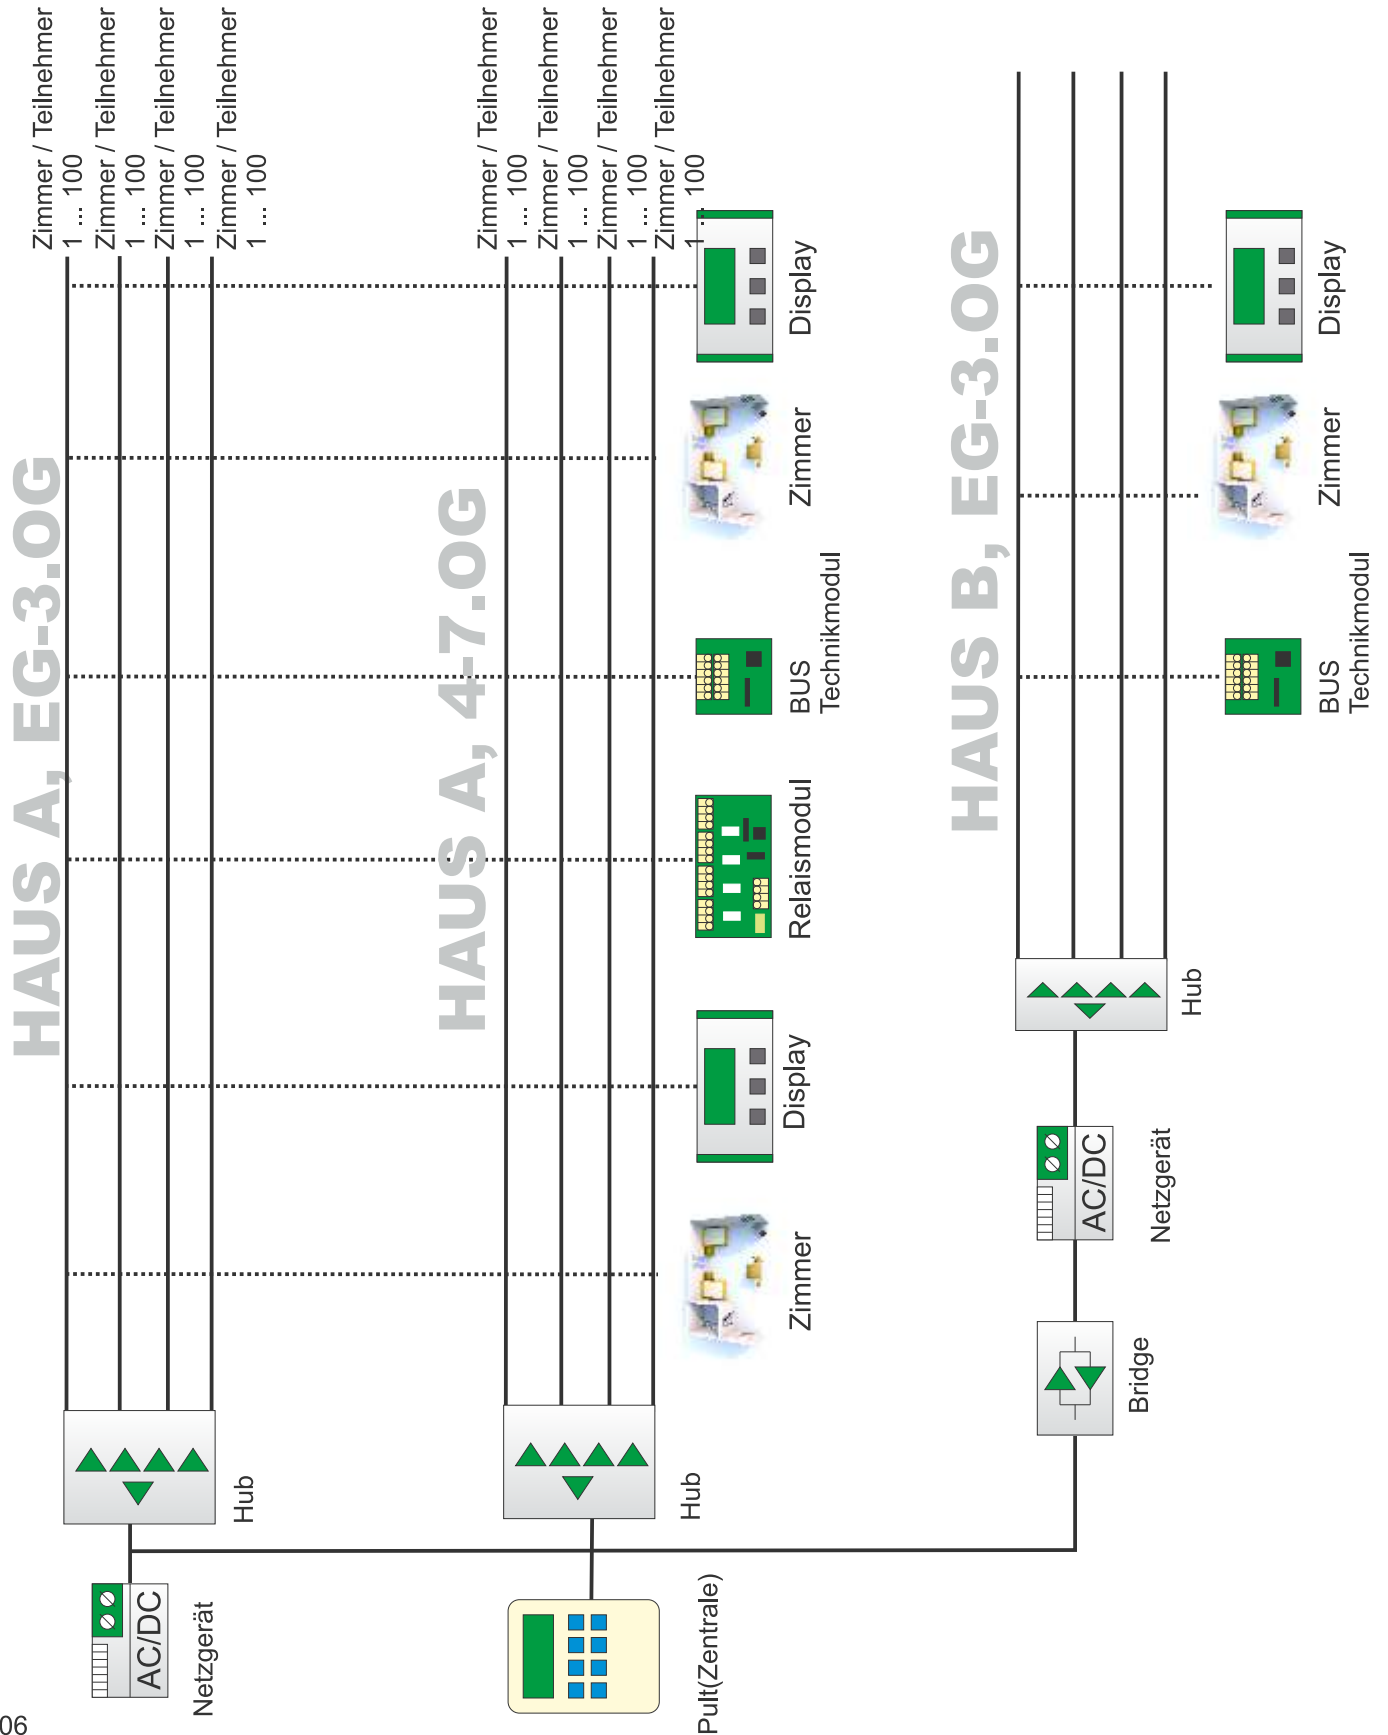 HAUS A, EG-3.OG
Zimmer / Teilnehmer
1 ... 100
Zimmer / Teilnehmer
1 ... 100
Zimmer / Teilnehmer
1 ... 100
Zimmer / Teilnehmer
1 ... 100
AC/DC
Netzgerät
Hub
HAUS A, 4-7.OG
Zimmer / Teilnehmer
1 ... 100
Zimmer / Teilnehmer
1 ... 100
Zimmer / Teilnehmer
1 ... 100
Zimmer / Teilnehmer
1 ... 100
Pult(Zentrale)
Hub
Zimmer
Display
Relaismodul
BUS
Technikmodul
Zimmer
Display
HAUS B, EG-3.OG
Bridge
AC/DC
Netzgerät
Hub
BUS
Technikmodul
Zimmer
Display
06